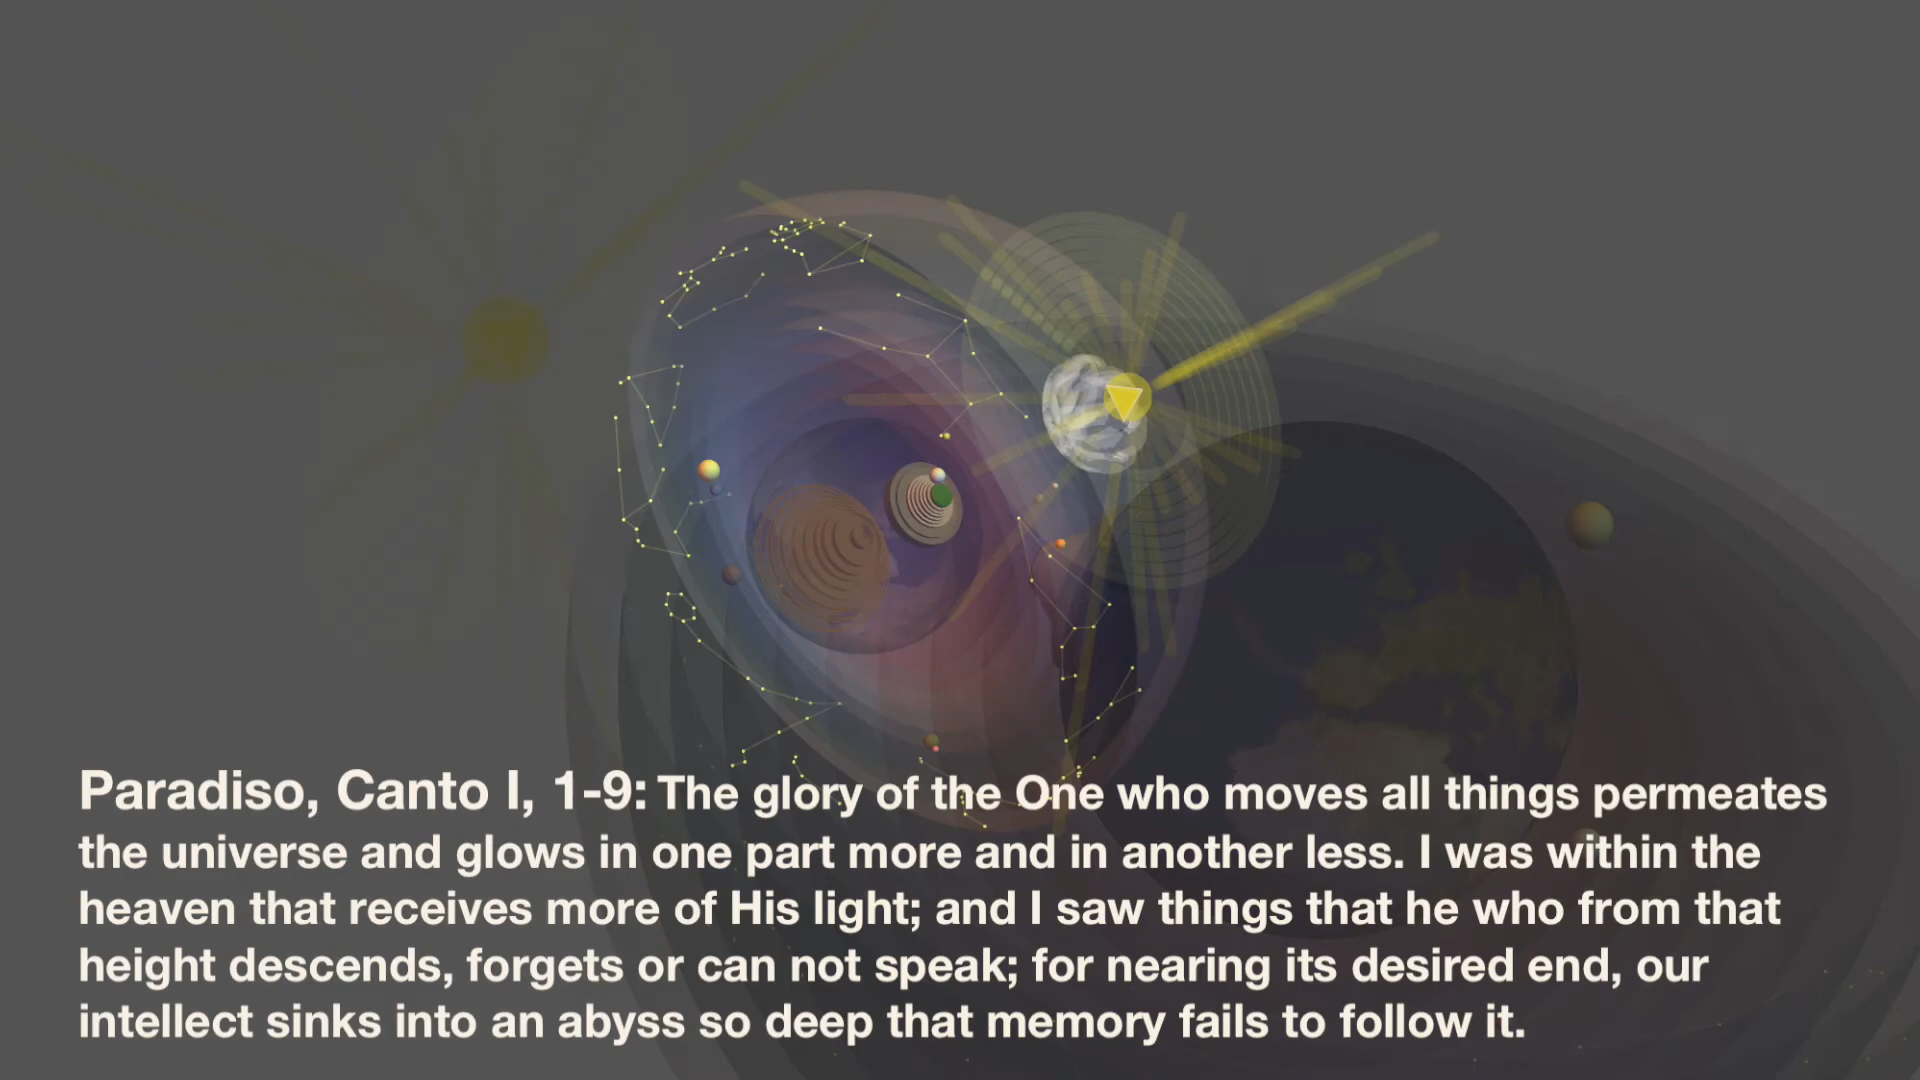 Paradiso, Canto I, 1-9: The glory of the One who moves all things permeates
the universe and glows in one part more and in another less. I was within the
heaven that receives more of His light; and I saw things that he who from that
height descends, forgets or can not speak; for nearing its desired end, our
intellect sinks into an abyss so deep that memory fails to follow it.